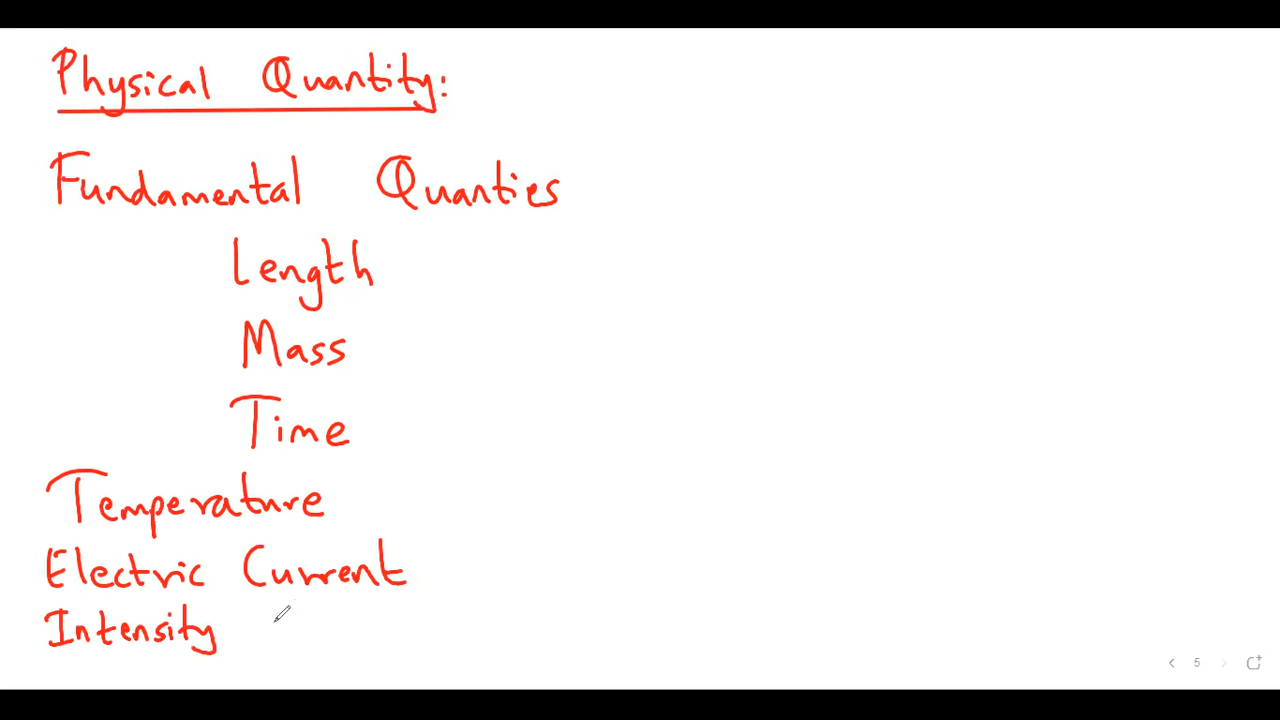 Physical Quantity:
Fundamental Quanties
Length
Mass
Time
Temperature
Electric Current
Intensity
5